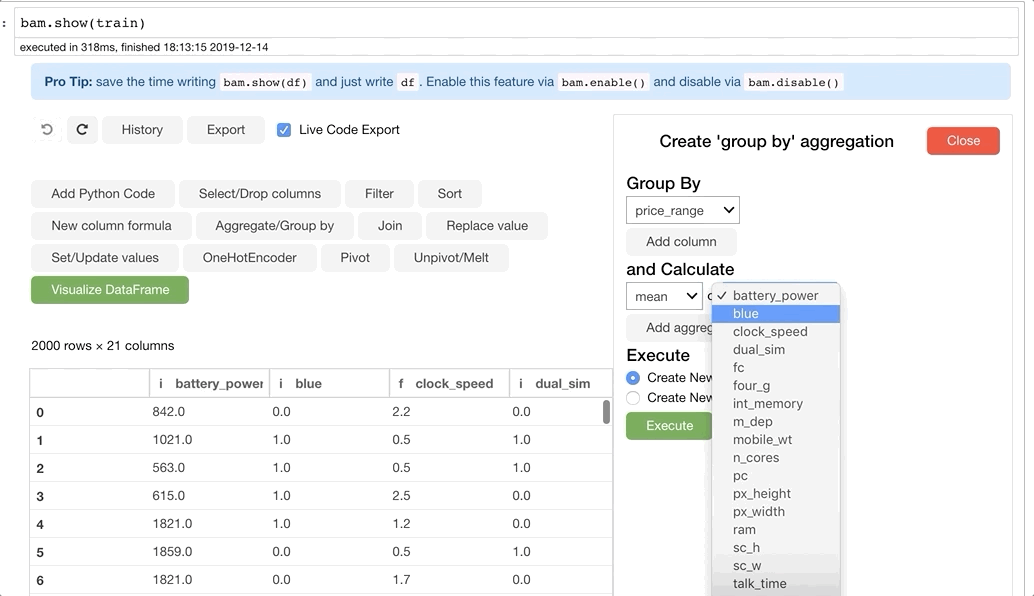 : bam.show(train)
executed in 318ms, finished 18:13:15 2019-12-14
Pro Tip: save the time writing bam.show(df) and just write df . Enable this feature via bam.enable() and disable via bam.disable()
History Export Live Code Export
Add Python Code Select/Drop columns Filter Sort
New column formula Aggregate/Group by Join Replace value
Set/Update values OneHotEncoder Pivot Unpivot/Melt
Visualize DataFrame
2000 rows × 21 columns
i battery_power i blue f clock_speed i dual_sim
0 842.0 0.0 2.2 0.0
1 1021.0 1.0 0.5 1.0
2 563.0 1.0 0.5 1.0
3 615.0 1.0 2.5 0.0
4 1821.0 1.0 1.2 0.0
5 1859.0 0.0 0.5 1.0
6 1821.0 0.0 1.7 0.0
Create 'group by' aggregation Close
Group By
price_range
Add column
and Calculate
mean
Add aggreg
Execute
Create New
Create New
Execute
✓ battery_power
blue
clock_speed
dual_sim
fc
four_g
int_memory
m_dep
mobile_wt
n_cores
pc
px_height
px_width
ram
sc_h
sc_w
talk_time